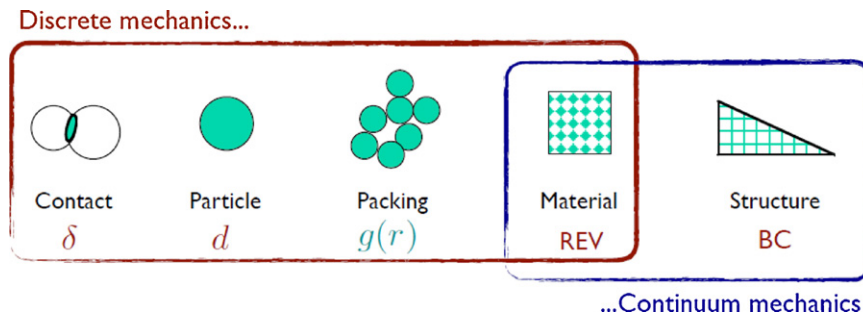 Discrete mechanics...
Contact Particle Packing Material Structure
δ d g(r) REV BC
...Continuum mechanics